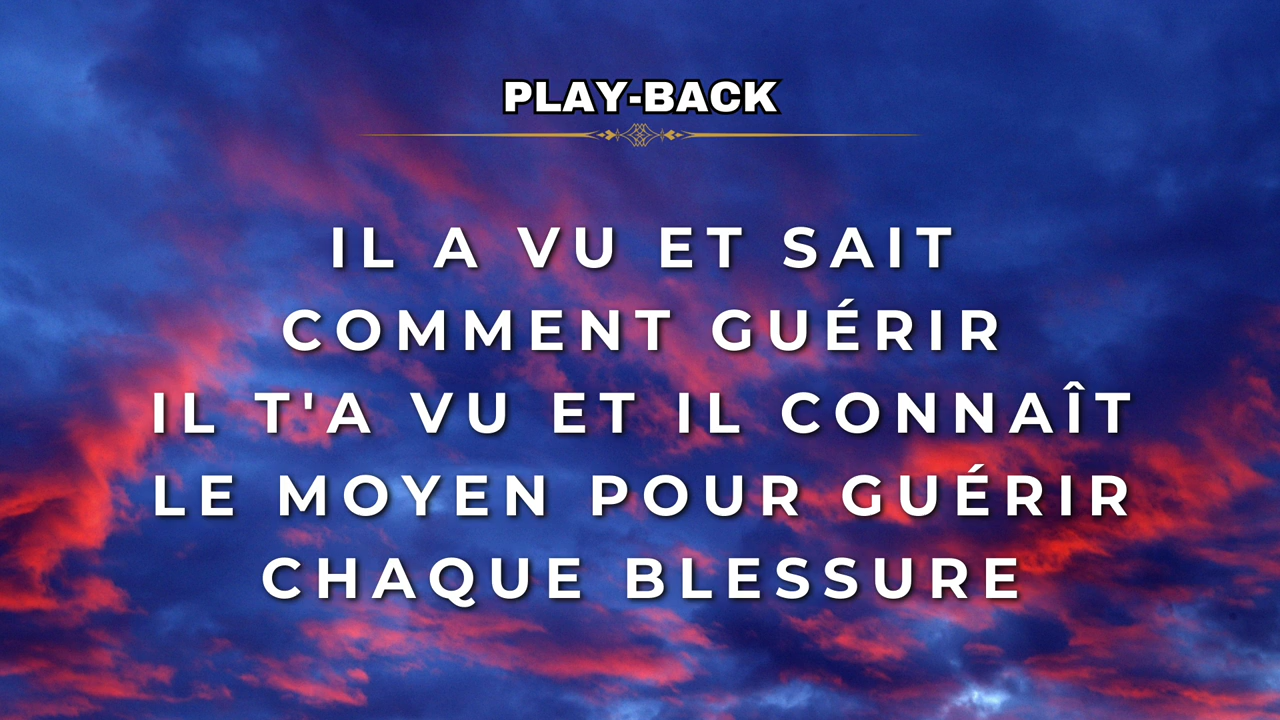 PLAY-BACK
IL A VU ET SAIT
COMMENT GUÉRIR
IL T'A VU ET IL CONNAÎT
LE MOYEN POUR GUÉRIR
CHAQUE BLESSURE